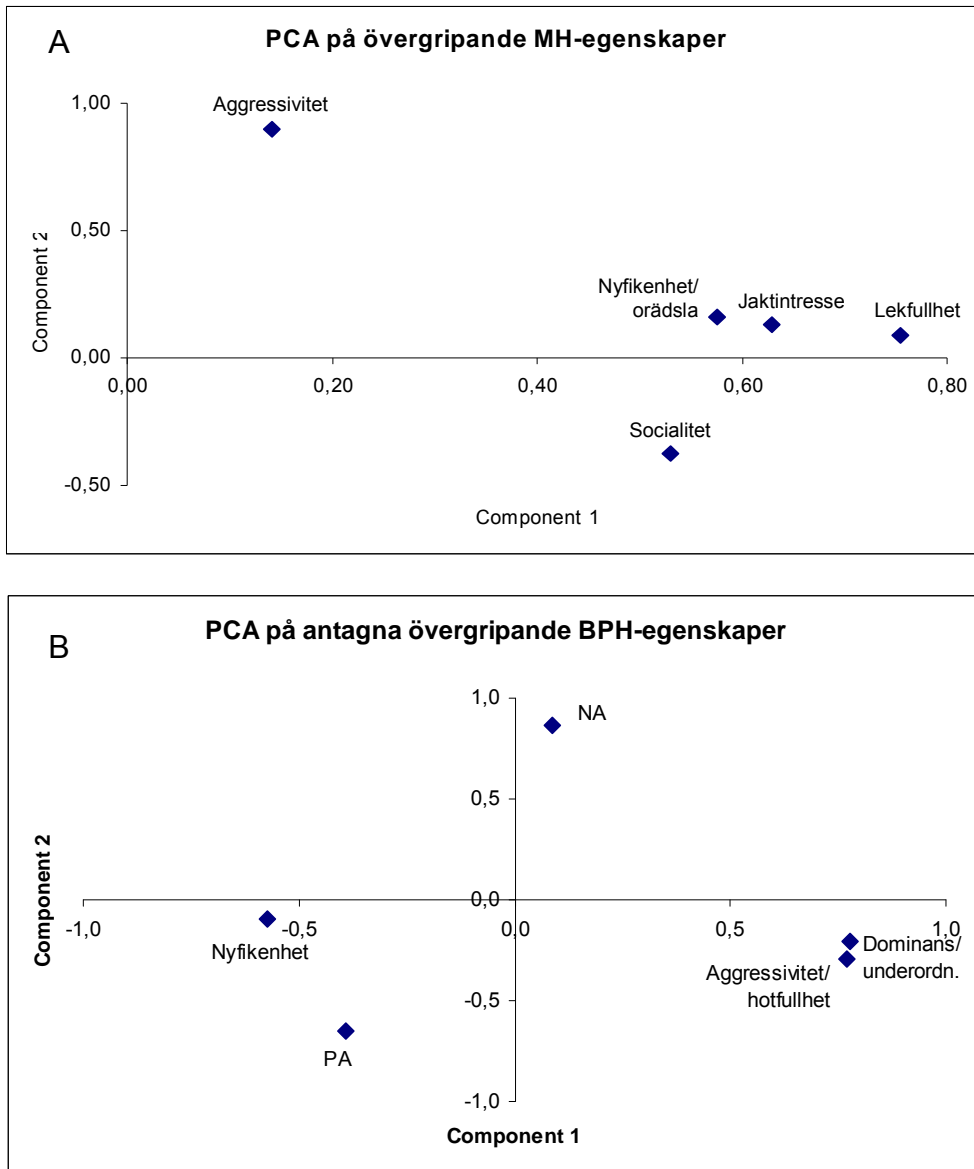 A
PCA på övergripande MH-egenskaper
1,00
Aggressivitet
0,50
Nyfikenhet/
orädsla
Jaktintresse
Lekfullhet
Component 2
0,00
0,00
0,20
0,40
0,60
0,80
Socialitet
-0,50
Component 1
B
PCA på antagna övergripande BPH-egenskaper
1,0
NA
0,5
Component 2
0,0
-1,0
-0,5
0,0
0,5
1,0
Nyfikenhet
Dominans/
underordn.
Aggressivitet/
hotfullhet
-0,5
PA
-1,0
Component 1